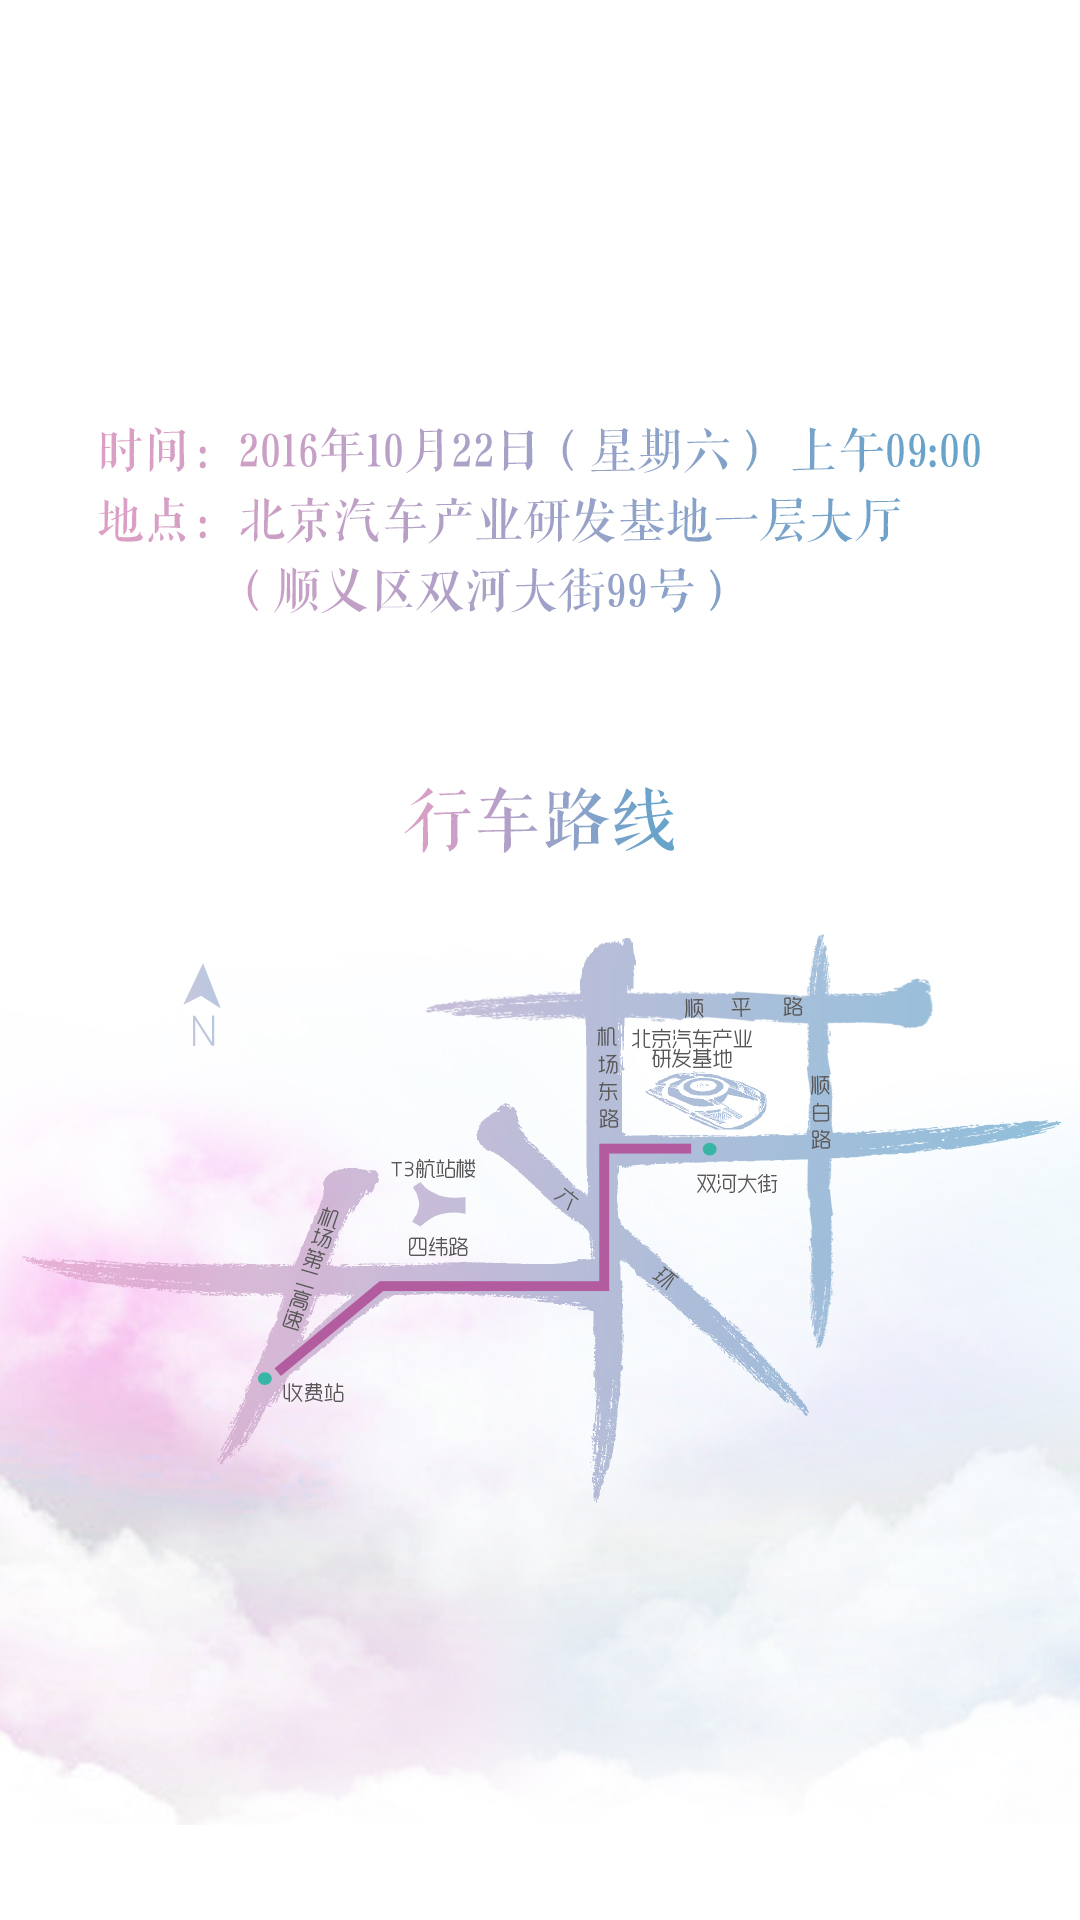 时间：2016年10月22日（星期六） 上午09:00
地点：北京汽车产业研发基地一层大厅
（顺义区双河大街99号）
行车路线
N
顺平路
机场东路
北京汽车产业
研发基地
顺白路
双河大街
T3航站楼
六环
四纬路
机场第二高速
收费站